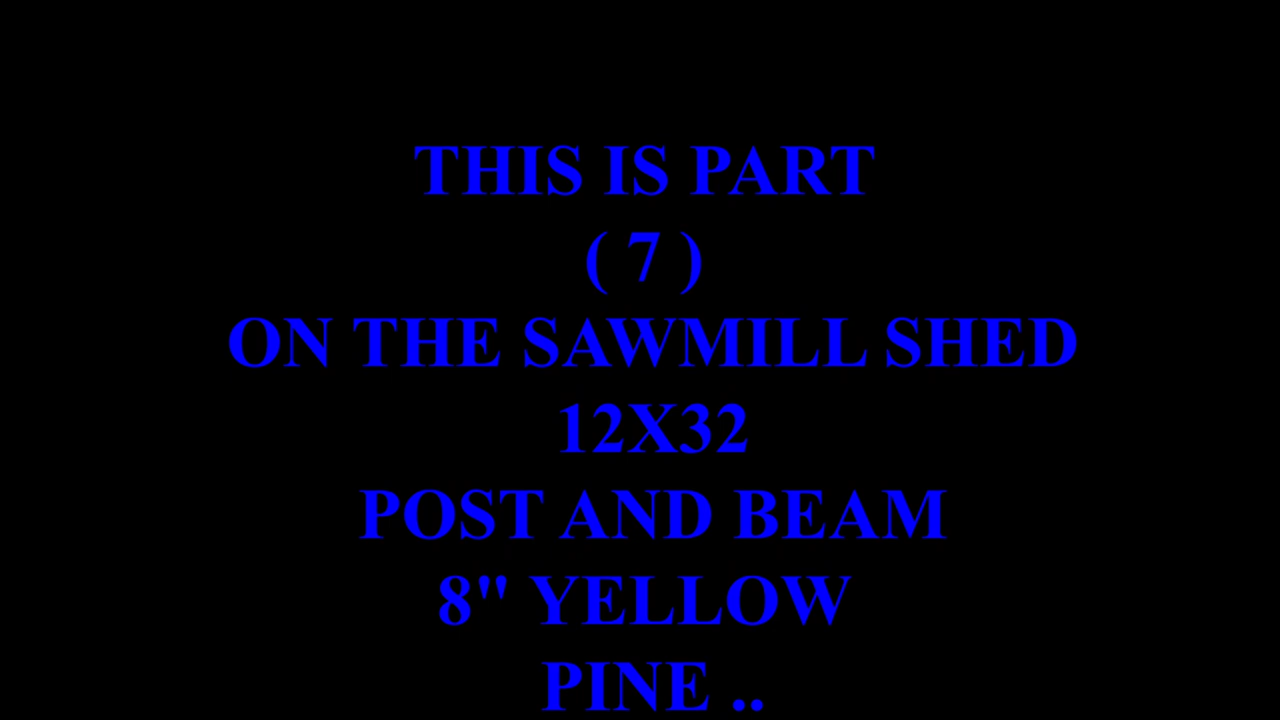 THIS IS PART
( 7 )
ON THE SAWMILL SHED
12X32
POST AND BEAM
8" YELLOW
PINE ..